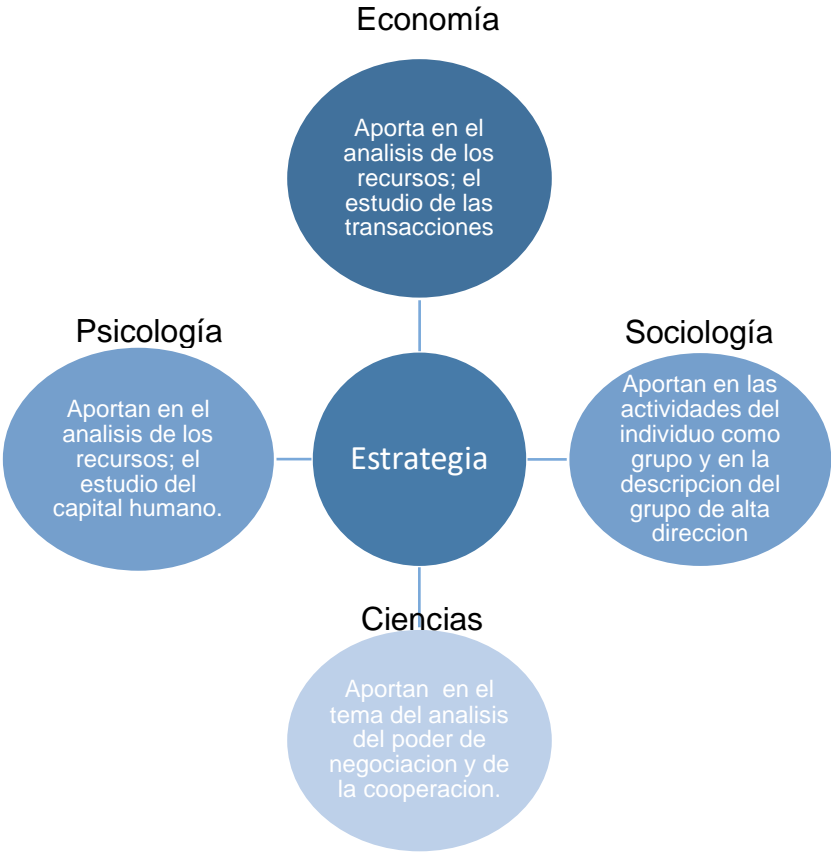 Economía
Aporta en el
analisis de los
recursos; el
estudio de las
transacciones
Psicología
Aportan en el
analisis de los
recursos; el
estudio del
capital humano.
Estrategia
Sociología
Aportan en las
actividades del
individuo como
grupo y en la
descripcion del
grupo de alta
direccion
Ciencias
Aportan  en el
tema del analisis
del poder de
negociacion y de
la cooperacion.